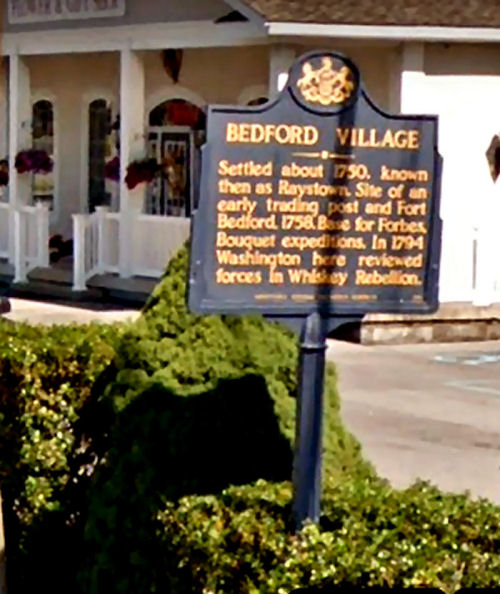 BEDFORD VILLAGE
Settled about 1750, known
then as Raystown. Site of an
early trading post and Fort
Bedford, 1758. Base for Forbes,
Bouquet expeditions. In 1794
Washington here reviewed
forces in Whiskey Rebellion.